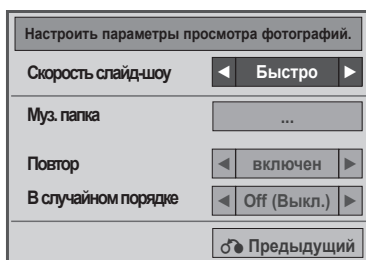 Настроить параметры просмотра фотографий.
Скорость слайд-шоу ◄ Быстро ►
Муз. папка ...
Повтор ◄ включен ►
В случайном порядке ◄ Off (Выкл.) ►
Предыдущий